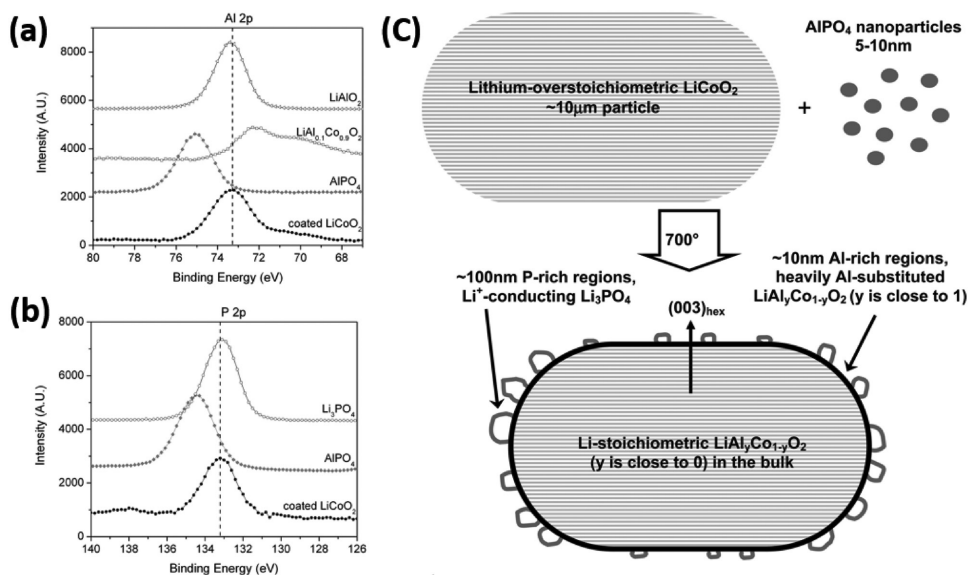 (a)
Al 2p
8000
6000
4000
2000
0
LiAlO₂
LiAl₀.₁Co₀.₉O₂
AlPO₄
coated LiCoO₂
Intensity (A.U.)
80 78 76 74 72 70 68
Binding Energy (eV)
(b)
P 2p
8000
6000
4000
2000
0
Li₃PO₄
AlPO₄
coated LiCoO₂
Intensity (A.U.)
140 138 136 134 132 130 128 126
Binding Energy (eV)
(C)
Lithium-overstoichiometric LiCoO₂
~10μm particle
+
AlPO₄ nanoparticles
5-10nm
700°
~100nm P-rich regions,
Li⁺-conducting Li₃PO₄
~10nm Al-rich regions,
heavily Al-substituted
LiAlyCo₁₋yO₂ (y is close to 1)
(003)hex
Li-stoichiometric LiAlyCo₁₋yO₂
(y is close to 0) in the bulk